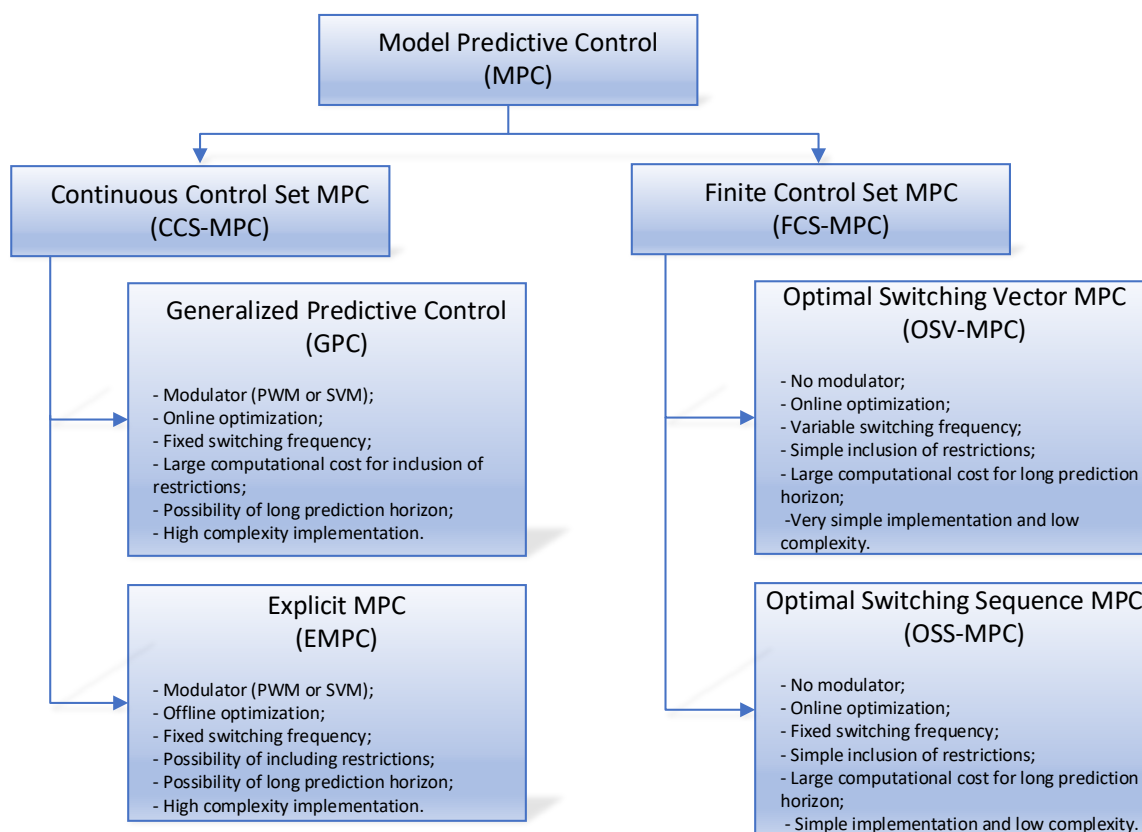 Model Predictive Control
(MPC)
Continuous Control Set MPC
(CCS-MPC)
Finite Control Set MPC
(FCS-MPC)
Generalized Predictive Control
(GPC)
- Modulator (PWM or SVM);
- Online optimization;
- Fixed switching frequency;
- Large computational cost for inclusion of
restrictions;
- Possibility of long prediction horizon;
- High complexity implementation.
Optimal Switching Vector MPC
(OSV-MPC)
- No modulator;
- Online optimization;
- Variable switching frequency;
- Simple inclusion of restrictions;
- Large computational cost for long prediction
horizon;
-Very simple implementation and low
complexity.
Explicit MPC
(EMPC)
- Modulator (PWM or SVM);
- Offline optimization;
- Fixed switching frequency;
- Possibility of including restrictions;
- Possibility of long prediction horizon;
- High complexity implementation.
Optimal Switching Sequence MPC
(OSS-MPC)
- No modulator;
- Online optimization;
- Fixed switching frequency;
- Simple inclusion of restrictions;
- Large computational cost for long prediction
horizon;
- Simple implementation and low complexity.